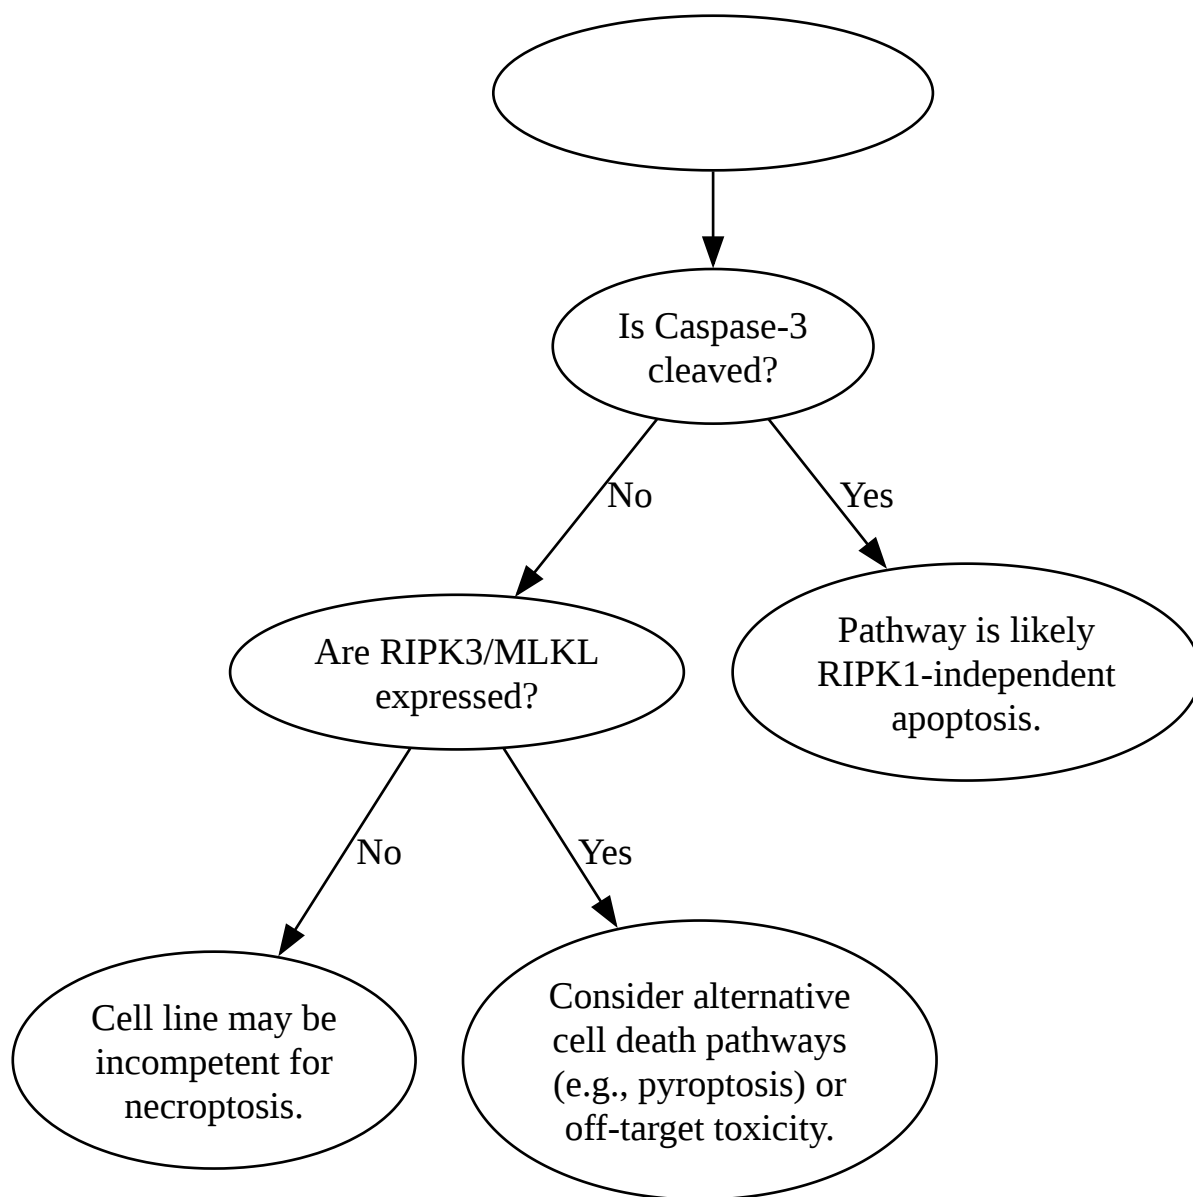 Is Caspase-3
cleaved?
No
Yes
Are RIPK3/MLKL
expressed?
Pathway is likely
RIPK1-independent
apoptosis.
No
Yes
Cell line may be
incompetent for
necroptosis.
Consider alternative
cell death pathways
(e.g., pyroptosis) or
off-target toxicity.